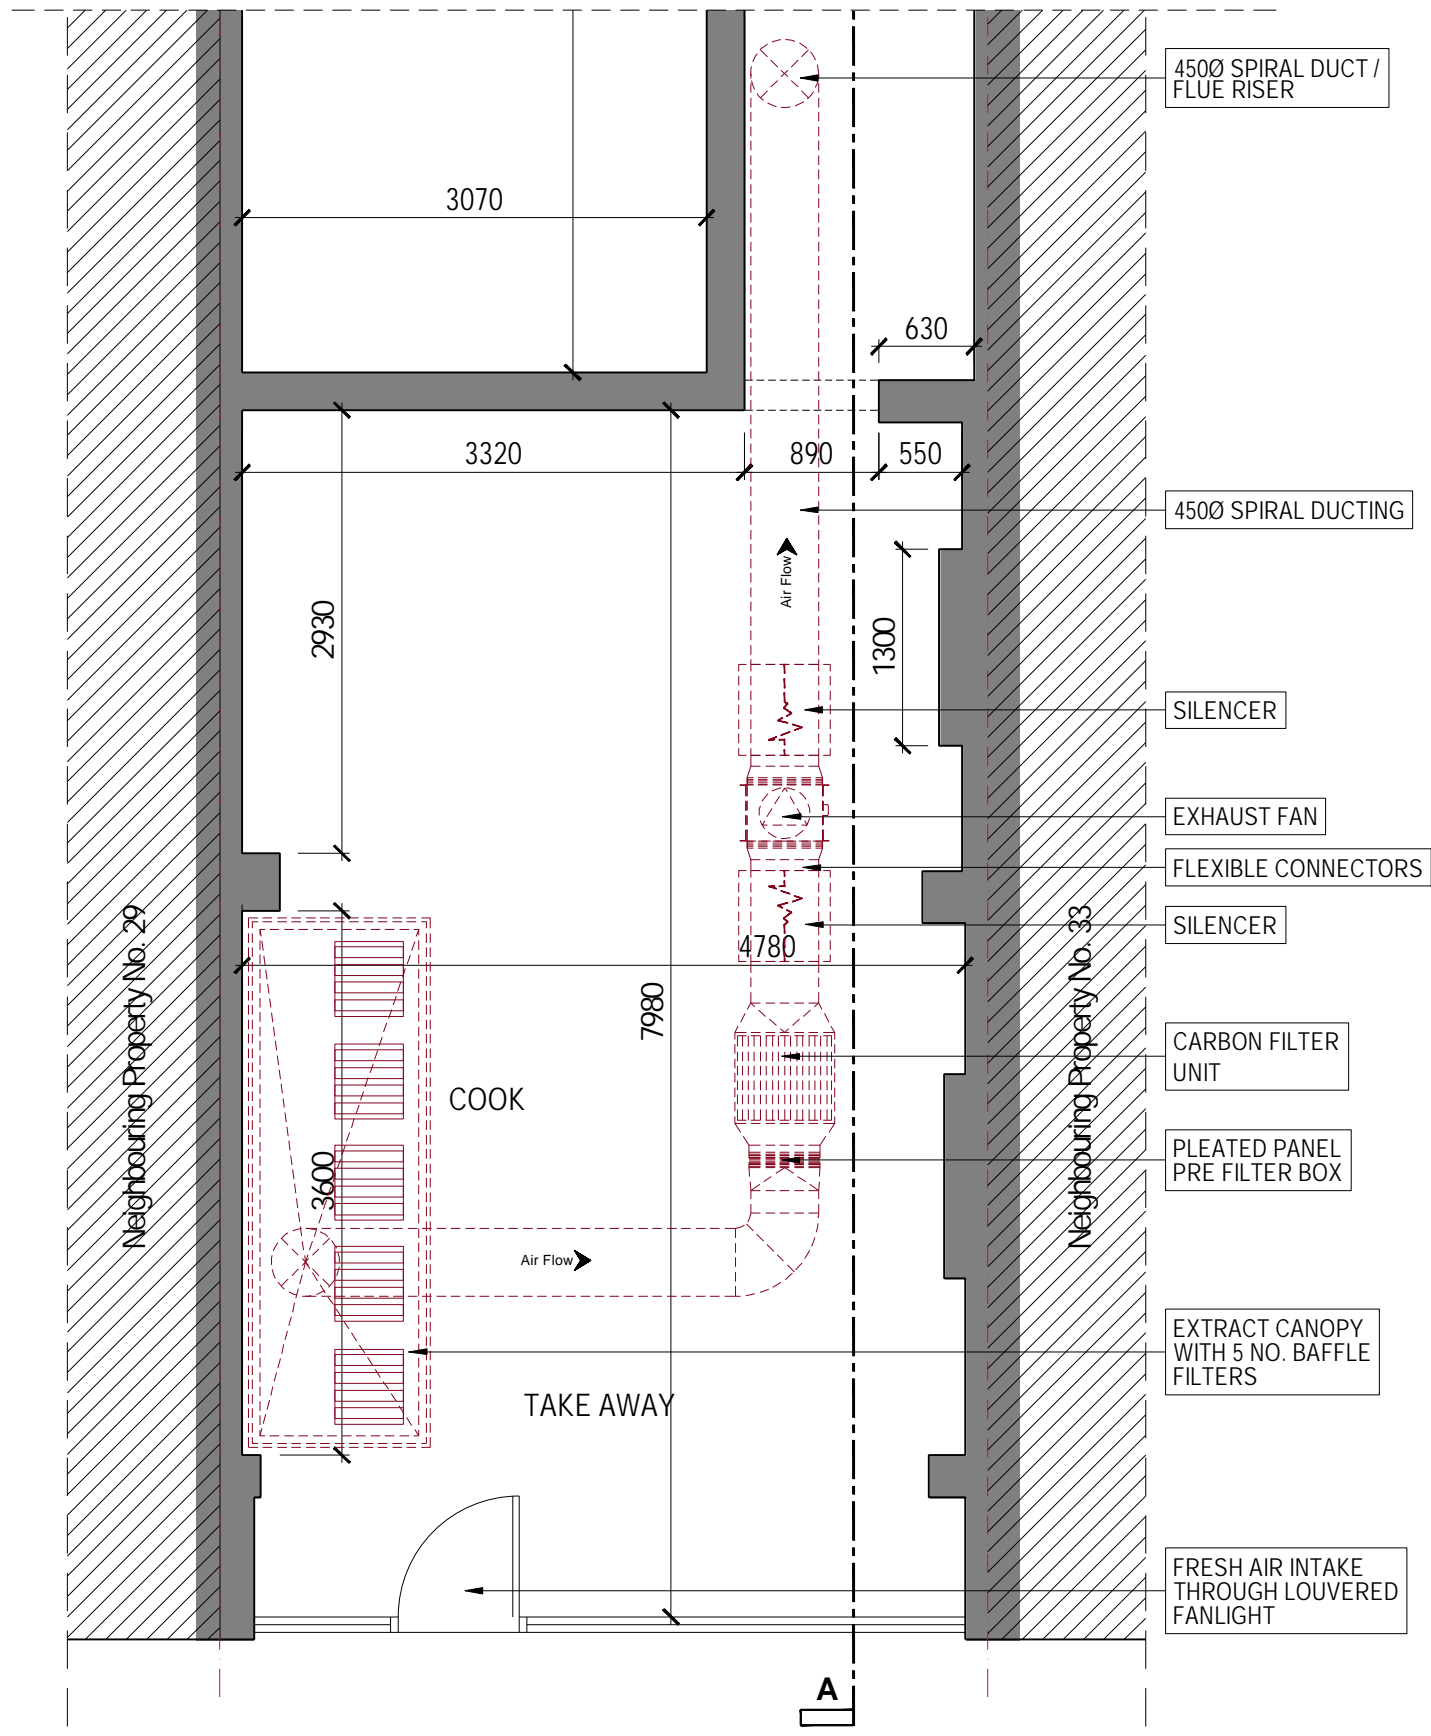 450Ø SPIRAL DUCT /
FLUE RISER
3070
630
3320
890
550
450Ø SPIRAL DUCTING
Air Flow
2930
1300
SILENCER
EXHAUST FAN
FLEXIBLE CONNECTORS
SILENCER
4780
Neighbouring Property No. 29
Neighbouring Property No. 33
7980
CARBON FILTER
UNIT
COOK
PLEATED PANEL
PRE FILTER BOX
3600
Air Flow
EXTRACT CANOPY
WITH 5 NO. BAFFLE
FILTERS
TAKE AWAY
FRESH AIR INTAKE
THROUGH LOUVERED
FANLIGHT
A